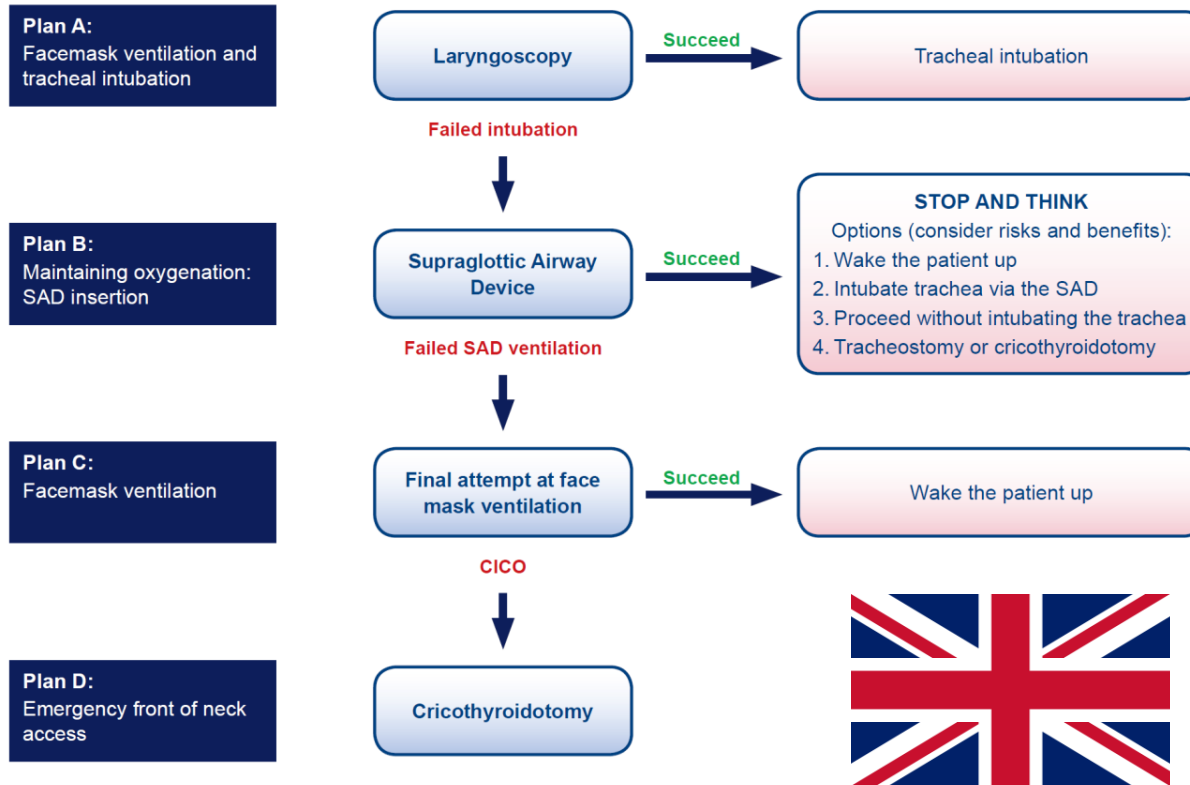 Plan A:
Facemask ventilation and
tracheal intubation
Laryngoscopy
Succeed
Tracheal intubation
Failed intubation
Plan B:
Maintaining oxygenation:
SAD insertion
Supraglottic Airway
Device
Succeed
STOP AND THINK
Options (consider risks and benefits):
1. Wake the patient up
2. Intubate trachea via the SAD
3. Proceed without intubating the trachea
4. Tracheostomy or cricothyroidotomy
Failed SAD ventilation
Plan C:
Facemask ventilation
Final attempt at face
mask ventilation
Succeed
Wake the patient up
CICO
Plan D:
Emergency front of neck
access
Cricothyroidotomy